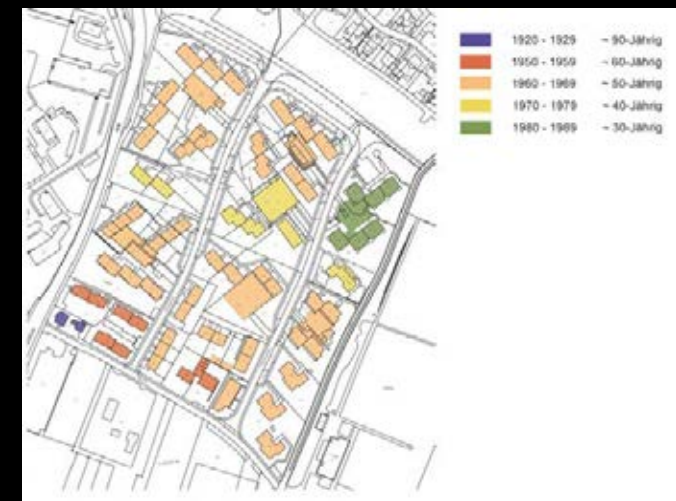 1920 - 1929 ~ 90-Jährig
1950 - 1959 ~ 60-Jährig
1960 - 1969 ~ 50-Jährig
1970 - 1979 ~ 40-Jährig
1980 - 1989 ~ 30-Jährig